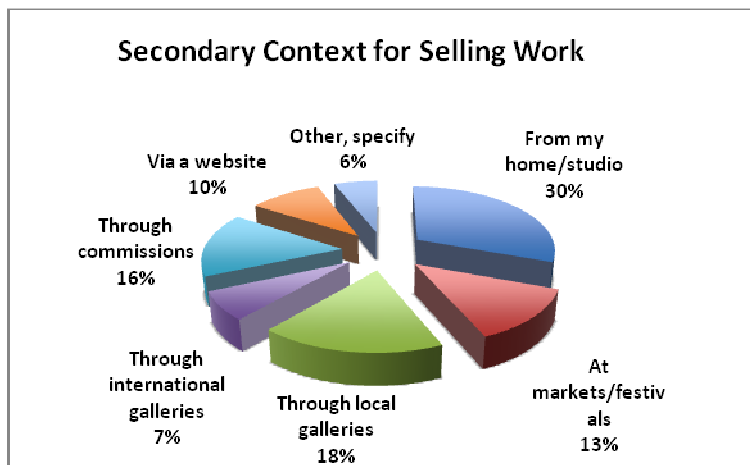 Secondary Context for Selling Work
Other, specify
6%
From my
home/studio
30%
Via a website
10%
Through
commissions
16%
Through
international
galleries
7%
Through local
galleries
18%
At
markets/festiv
als
13%